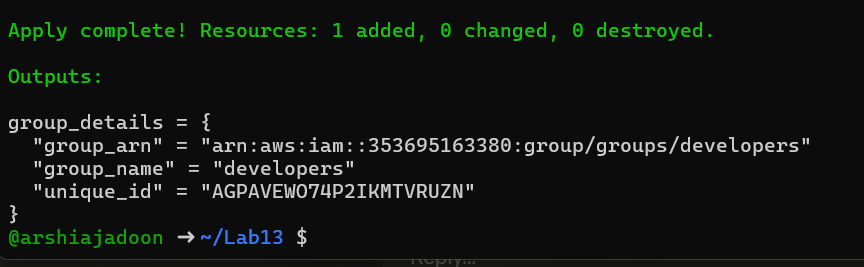 Apply complete! Resources: 1 added, 0 changed, 0 destroyed.
Outputs:
group_details = {
"group_arn" = "arn:aws:iam::353695163380:group/groups/developers"
"group_name" = "developers"
"unique_id" = "AGPAVEWO74P2IKMTVRUZN"
}
@arshiajadoon ➜ ~/Lab13 $
Reply...